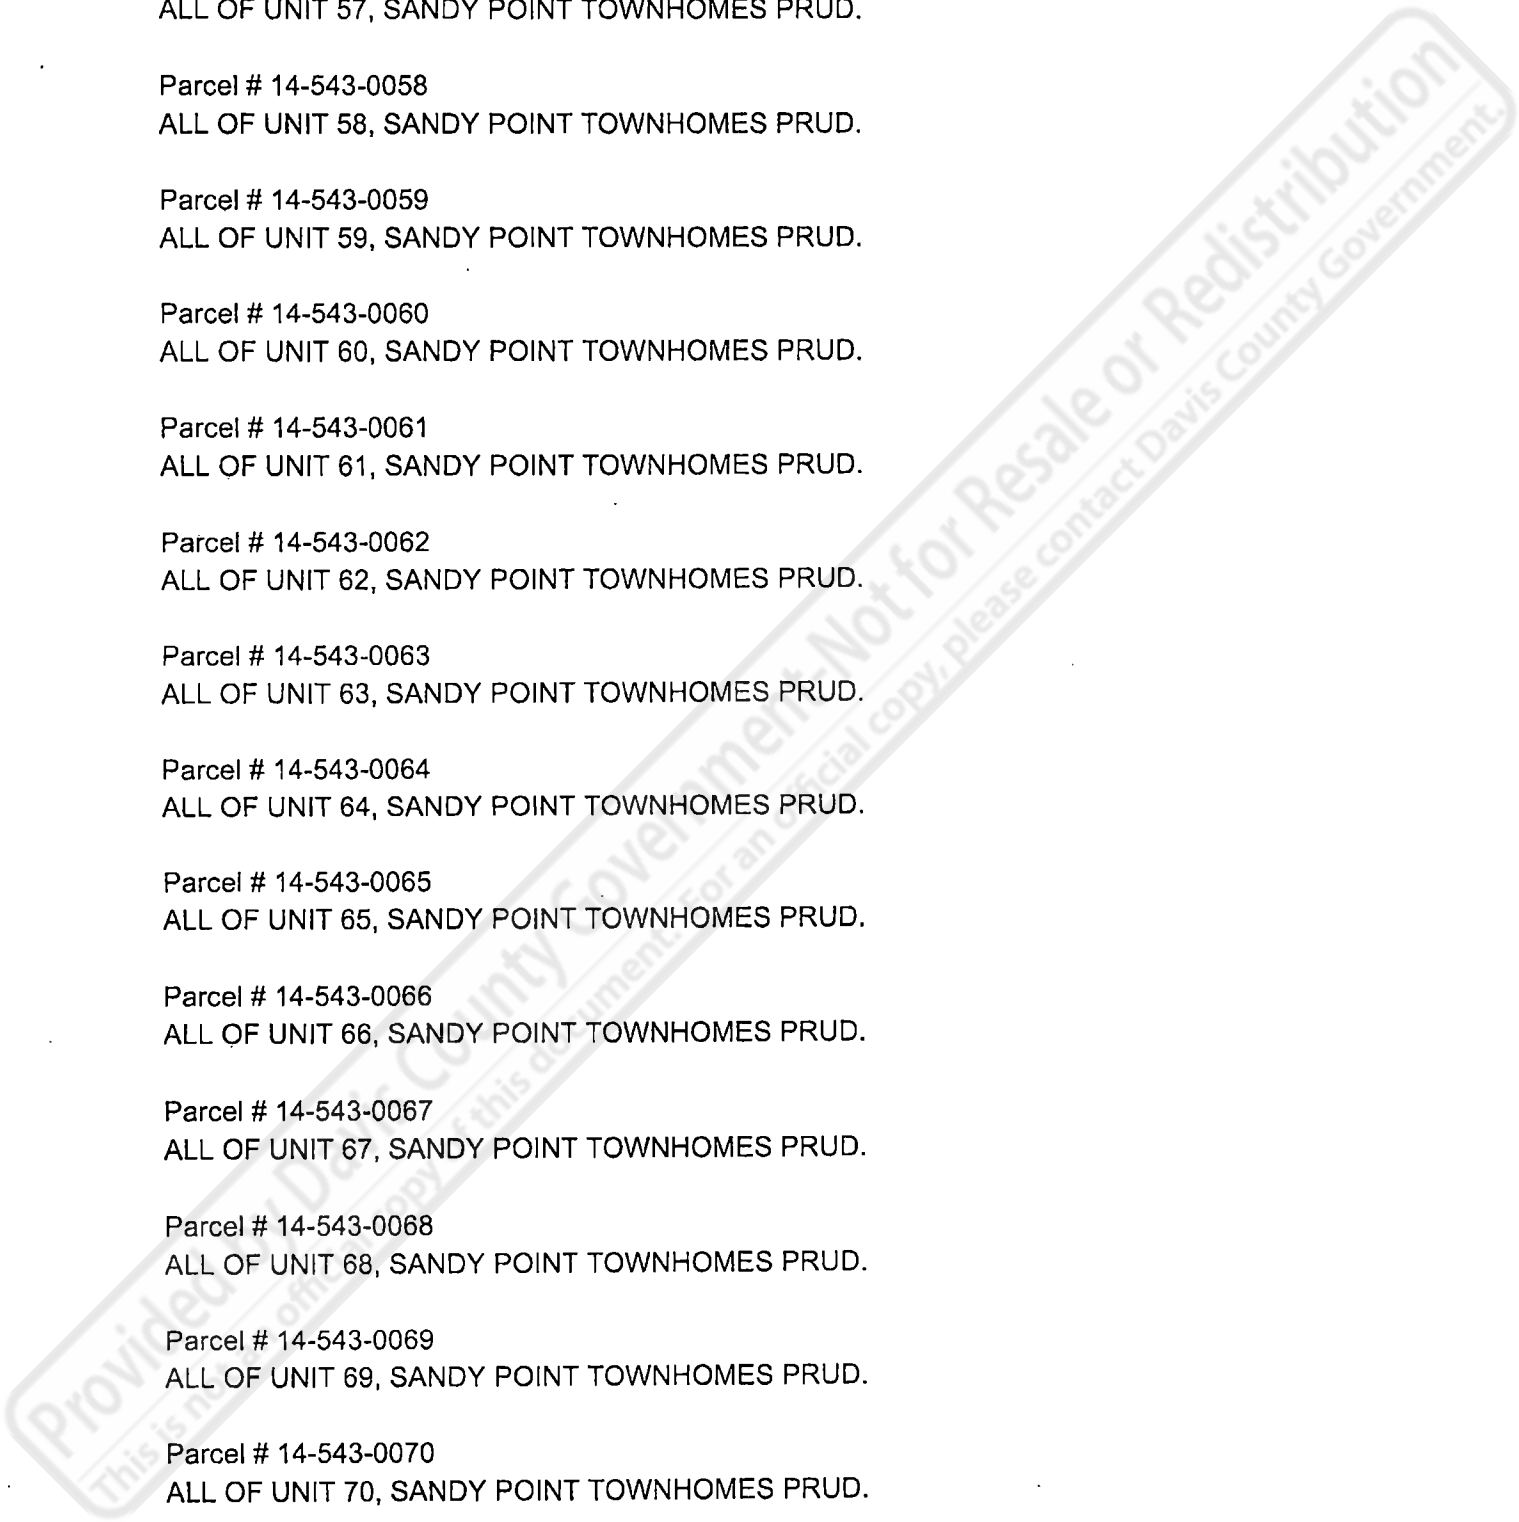 ALL OF UNIT 57, SANDY POINT TOWNHOMES PRUD.
Parcel # 14-543-0058
ALL OF UNIT 58, SANDY POINT TOWNHOMES PRUD.
Parcel # 14-543-0059
ALL OF UNIT 59, SANDY POINT TOWNHOMES PRUD.
Parcel # 14-543-0060
ALL OF UNIT 60, SANDY POINT TOWNHOMES PRUD.
Parcel # 14-543-0061
ALL OF UNIT 61, SANDY POINT TOWNHOMES PRUD.
Parcel # 14-543-0062
ALL OF UNIT 62, SANDY POINT TOWNHOMES PRUD.
Parcel # 14-543-0063
ALL OF UNIT 63, SANDY POINT TOWNHOMES PRUD.
Parcel # 14-543-0064
ALL OF UNIT 64, SANDY POINT TOWNHOMES PRUD.
Parcel # 14-543-0065
ALL OF UNIT 65, SANDY POINT TOWNHOMES PRUD.
Parcel # 14-543-0066
ALL OF UNIT 66, SANDY POINT TOWNHOMES PRUD.
Parcel # 14-543-0067
ALL OF UNIT 67, SANDY POINT TOWNHOMES PRUD.
Parcel # 14-543-0068
ALL OF UNIT 68, SANDY POINT TOWNHOMES PRUD.
Parcel # 14-543-0069
ALL OF UNIT 69, SANDY POINT TOWNHOMES PRUD.
Parcel # 14-543-0070
ALL OF UNIT 70, SANDY POINT TOWNHOMES PRUD.
Provided by Davis County Government-Not for Resale or Redistribution
This is not an official copy of this document. For an official copy, please contact Davis County Government.